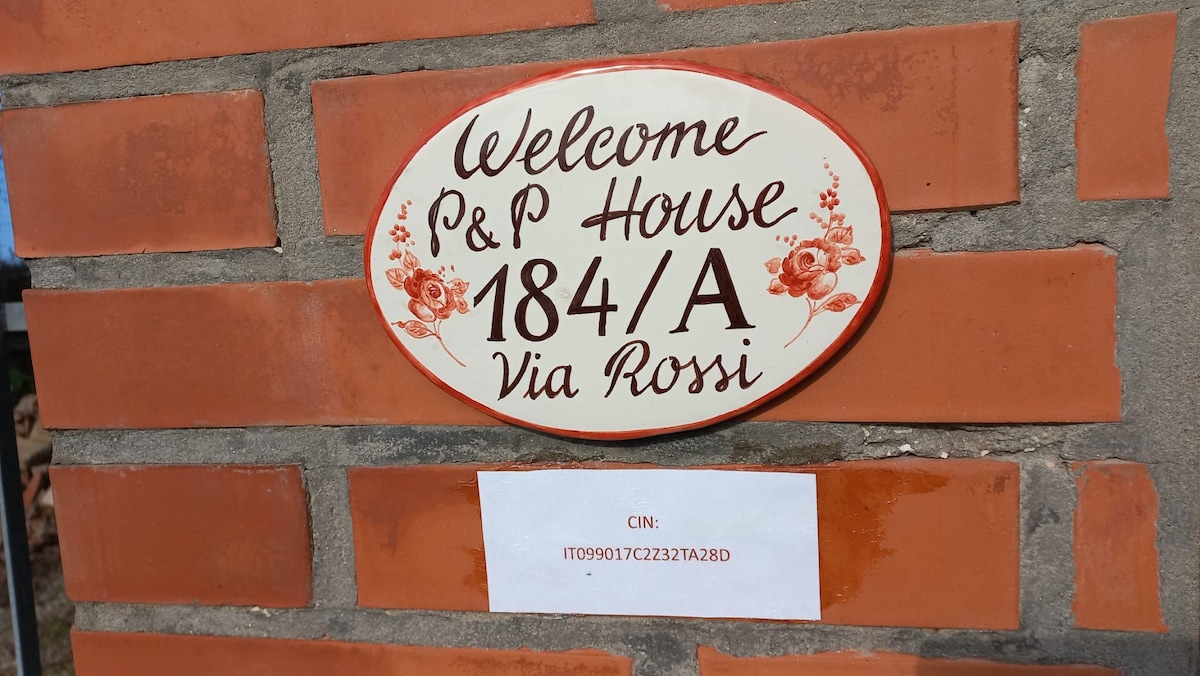 Welcome
P&P House
184/A
Via Rossi
CIN:
IT099017C2Z32TA28D